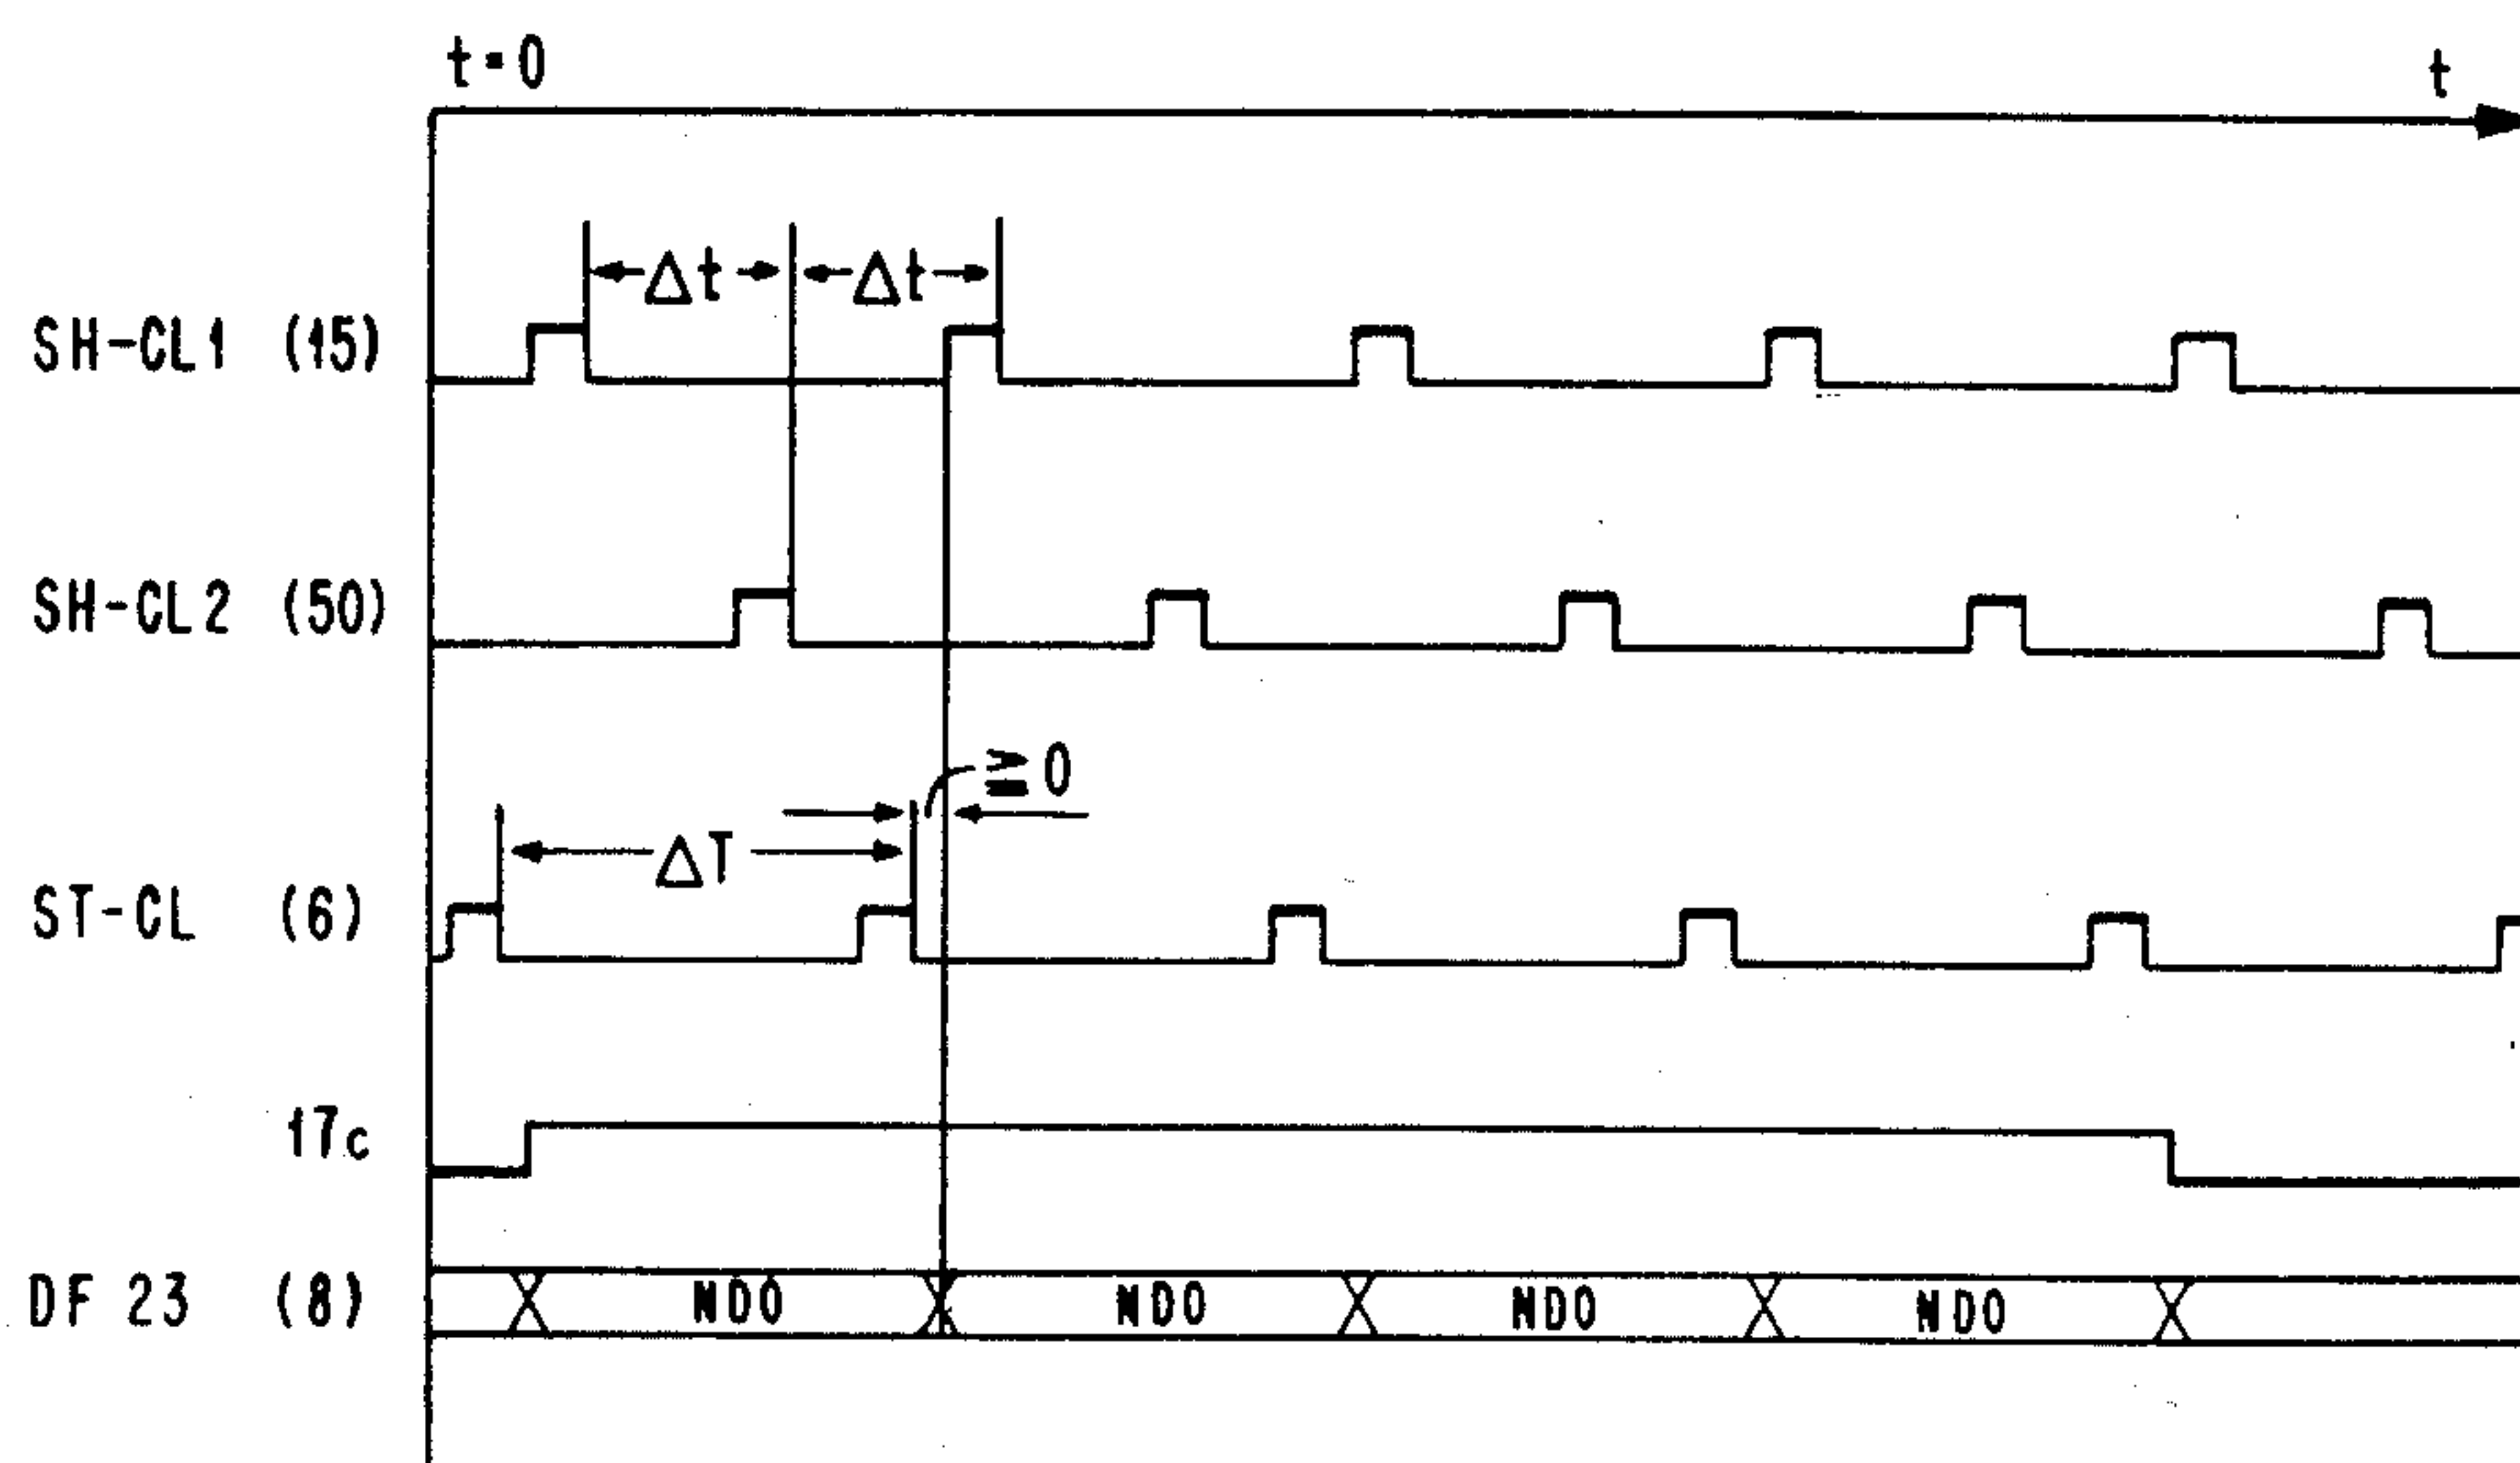 t=0
t
Δt
Δt
SH-CL1 (15)
SH-CL2 (50)
≧0
ΔT
ST-CL (6)
17c
DF 23 (8)
NDO
NDO
NDO
NDO